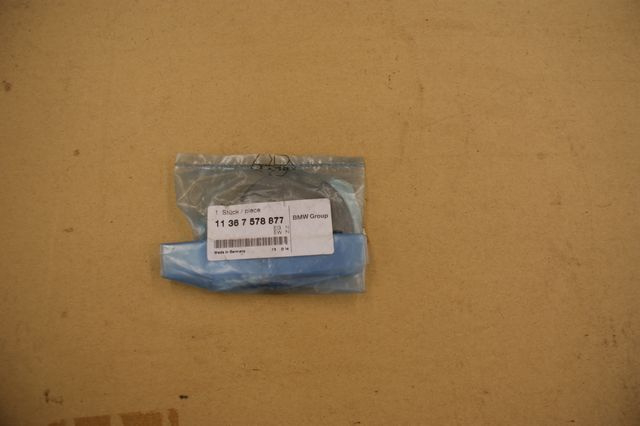 1 Stück / piece
11 36 7 578 877
BMW Group
Made in Germany